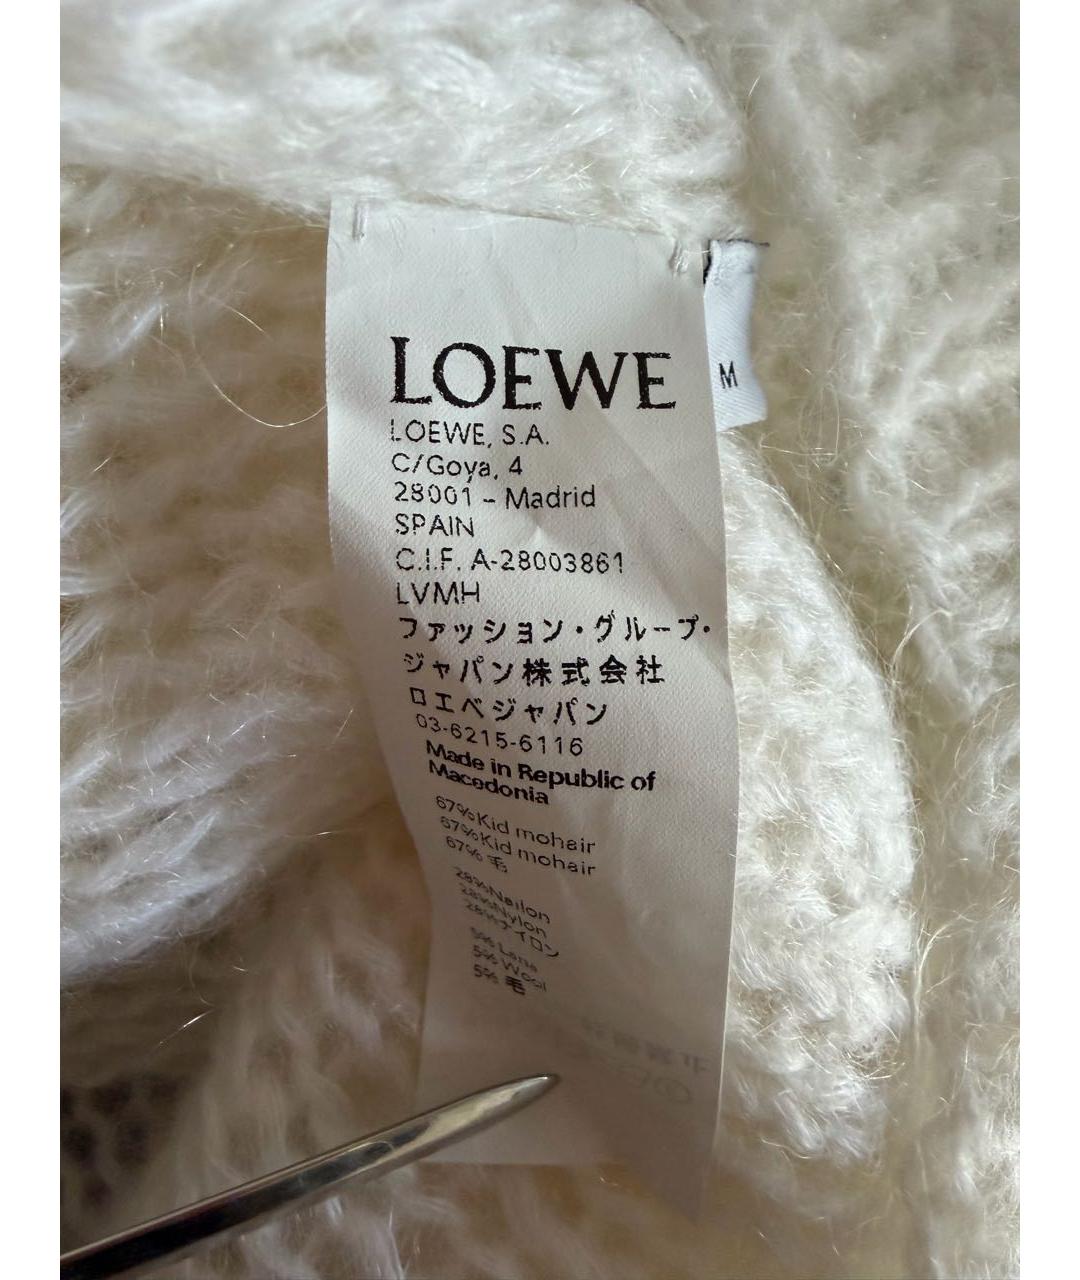 LOEWE
M
LOEWE, S.A.
C/Goya, 4
28001 - Madrid
SPAIN
C.I.F. A-28003861
LVMH
ファッション・グループ・
ジャパン株式会社
ロエベジャパン
03-6215-6116
Made in Republic of
Macedonia
67%Kid mohair
67%Kid mohair
67% 毛
28%Nailon
28%Nylon
28%ナイロン
5% Lana
5% Wool
5% 毛